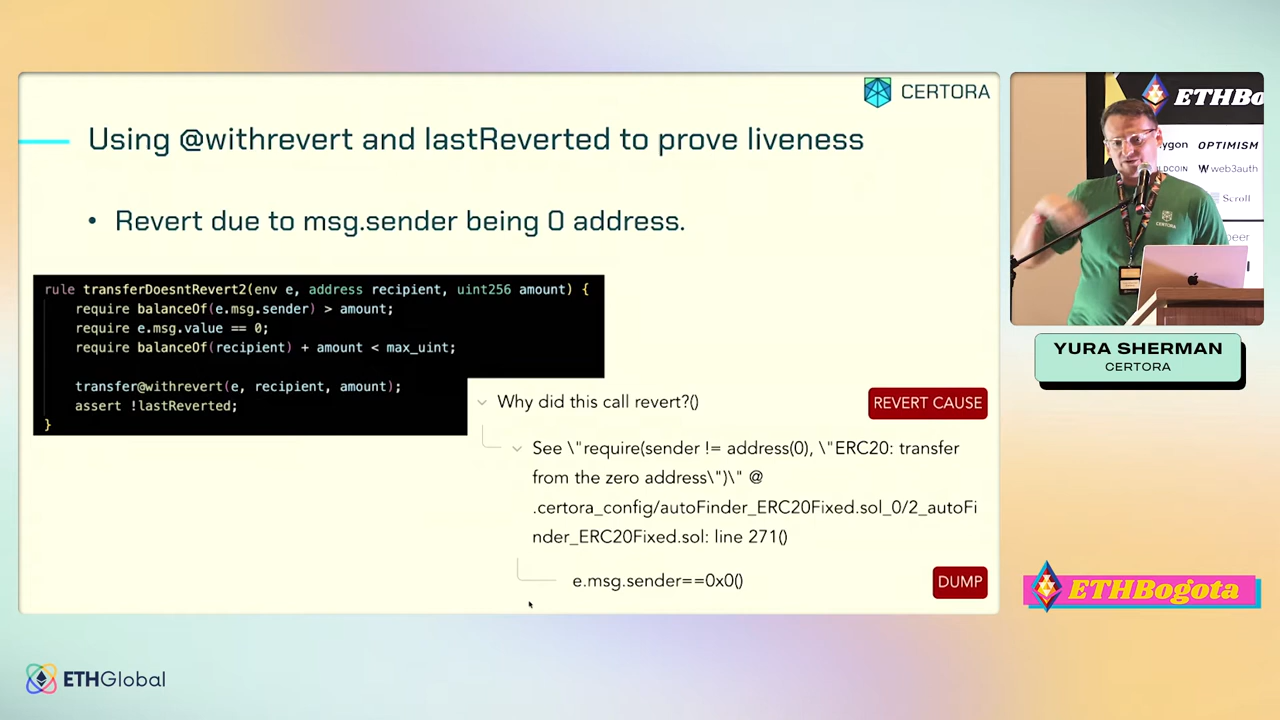 CERTORA
Using @withrevert and lastReverted to prove liveness
• Revert due to msg.sender being 0 address.
rule transferDoesntRevert2(env e, address recipient, uint256 amount) {
require balanceOf(e.msg.sender) > amount;
require e.msg.value == 0;
require balanceOf(recipient) + amount < max_uint;
transfer@withrevert(e, recipient, amount);
assert !lastReverted;
}
Why did this call revert?()
REVERT CAUSE
See \"require(sender != address(0), \"ERC20: transfer
from the zero address\")\" @
.certora_config/autoFinder_ERC20Fixed.sol_0/2_autoFi
nder_ERC20Fixed.sol: line 271()
e.msg.sender==0x0()
DUMP
ETHBo
OPTIMISM
web3auth
Scroll
CERTORA
YURA SHERMAN
CERTORA
ETHBogota
ETHGlobal